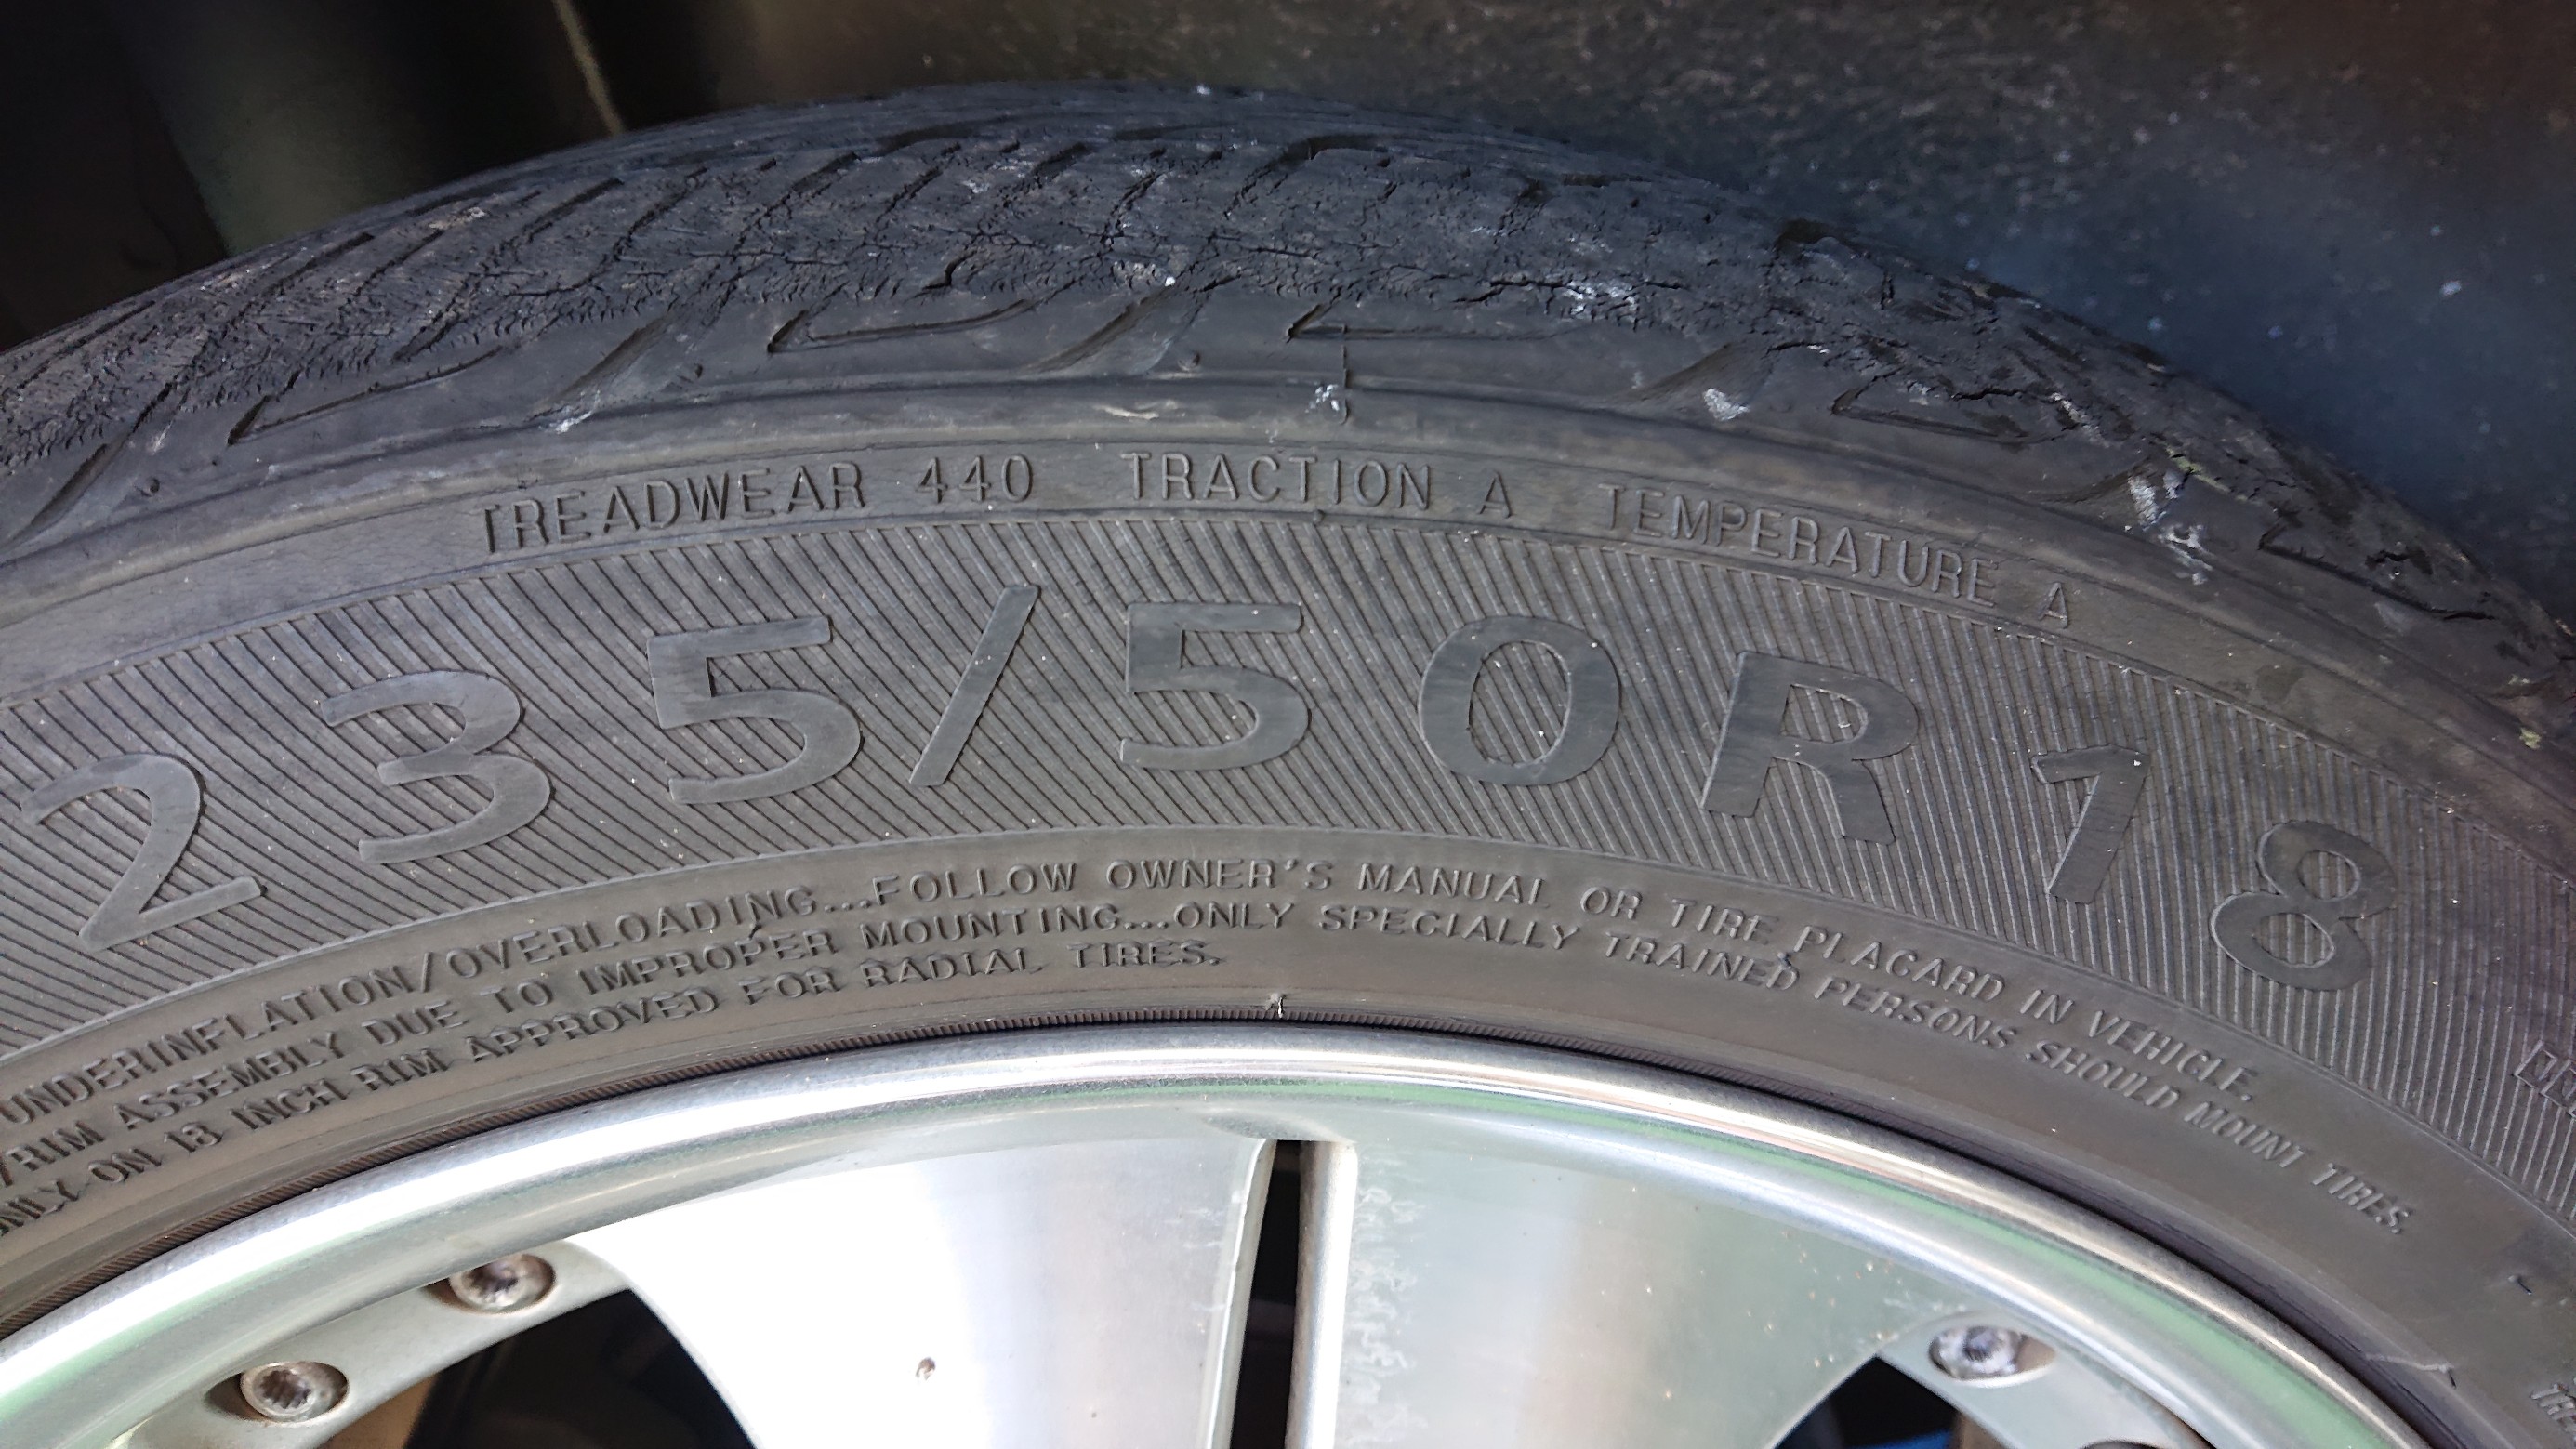 TREADWEAR 440 TRACTION A TEMPERATURE A
235/50R18
UNDERINFLATION/OVERLOADING...FOLLOW OWNER'S MANUAL OR TIRE PLACARD IN VEHICLE.
/RIM ASSEMBLY DUE TO IMPROPER MOUNTING...ONLY SPECIALLY TRAINED PERSONS SHOULD MOUNT TIRES.
ONLY ON 18 INCH RIM APPROVED FOR RADIAL TIRES.